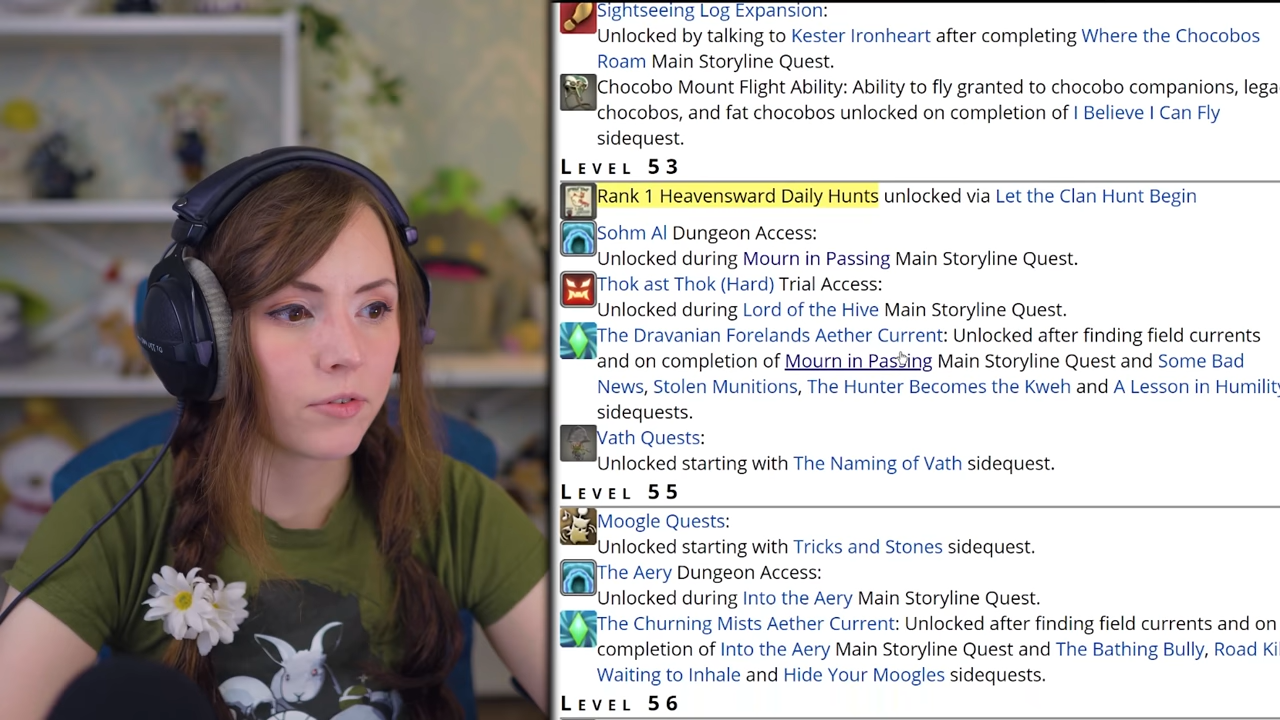 Sightseeing Log Expansion:
Unlocked by talking to Kester Ironheart after completing Where the Chocobos
Roam Main Storyline Quest.
Chocobo Mount Flight Ability: Ability to fly granted to chocobo companions, lega
chocobos, and fat chocobos unlocked on completion of I Believe I Can Fly
sidequest.
LEVEL 53
Rank 1 Heavensward Daily Hunts unlocked via Let the Clan Hunt Begin
Sohm Al Dungeon Access:
Unlocked during Mourn in Passing Main Storyline Quest.
Thok ast Thok (Hard) Trial Access:
Unlocked during Lord of the Hive Main Storyline Quest.
The Dravanian Forelands Aether Current: Unlocked after finding field currents
and on completion of Mourn in Passing Main Storyline Quest and Some Bad
News, Stolen Munitions, The Hunter Becomes the Kweh and A Lesson in Humility
sidequests.
Vath Quests:
Unlocked starting with The Naming of Vath sidequest.
LEVEL 55
Moogle Quests:
Unlocked starting with Tricks and Stones sidequest.
The Aery Dungeon Access:
Unlocked during Into the Aery Main Storyline Quest.
The Churning Mists Aether Current: Unlocked after finding field currents and on
completion of Into the Aery Main Storyline Quest and The Bathing Bully, Road Ki
Waiting to Inhale and Hide Your Moogles sidequests.
LEVEL 56